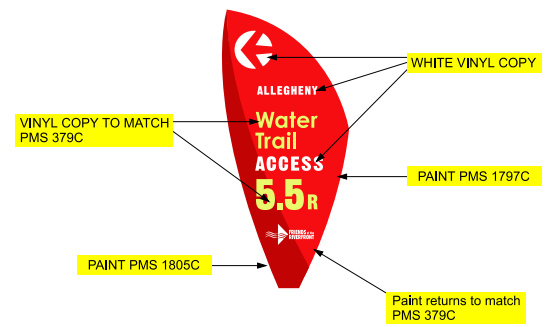 WHITE VINYL COPY
ALLEGHENY
VINYL COPY TO MATCH
PMS 379C
Water
Trail
ACCESS
PAINT PMS 1797C
5.5R
FRIENDS of the
RIVERFRONT
PAINT PMS 1805C
Paint returns to match
PMS 379C